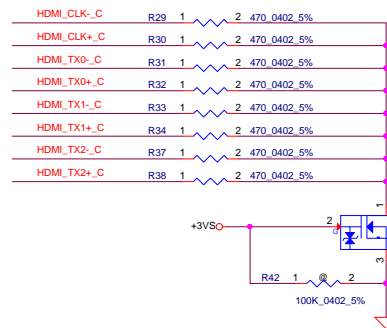 HDMI_CLK-_C R29 1 2 470_0402_5%
HDMI_CLK+_C R30 1 2 470_0402_5%
HDMI_TX0-_C R31 1 2 470_0402_5%
HDMI_TX0+_C R32 1 2 470_0402_5%
HDMI_TX1-_C R33 1 2 470_0402_5%
HDMI_TX1+_C R34 1 2 470_0402_5%
HDMI_TX2-_C R37 1 2 470_0402_5%
HDMI_TX2+_C R38 1 2 470_0402_5%
1
+3VS 2
G
3
R42 1 @ 2
100K_0402_5%